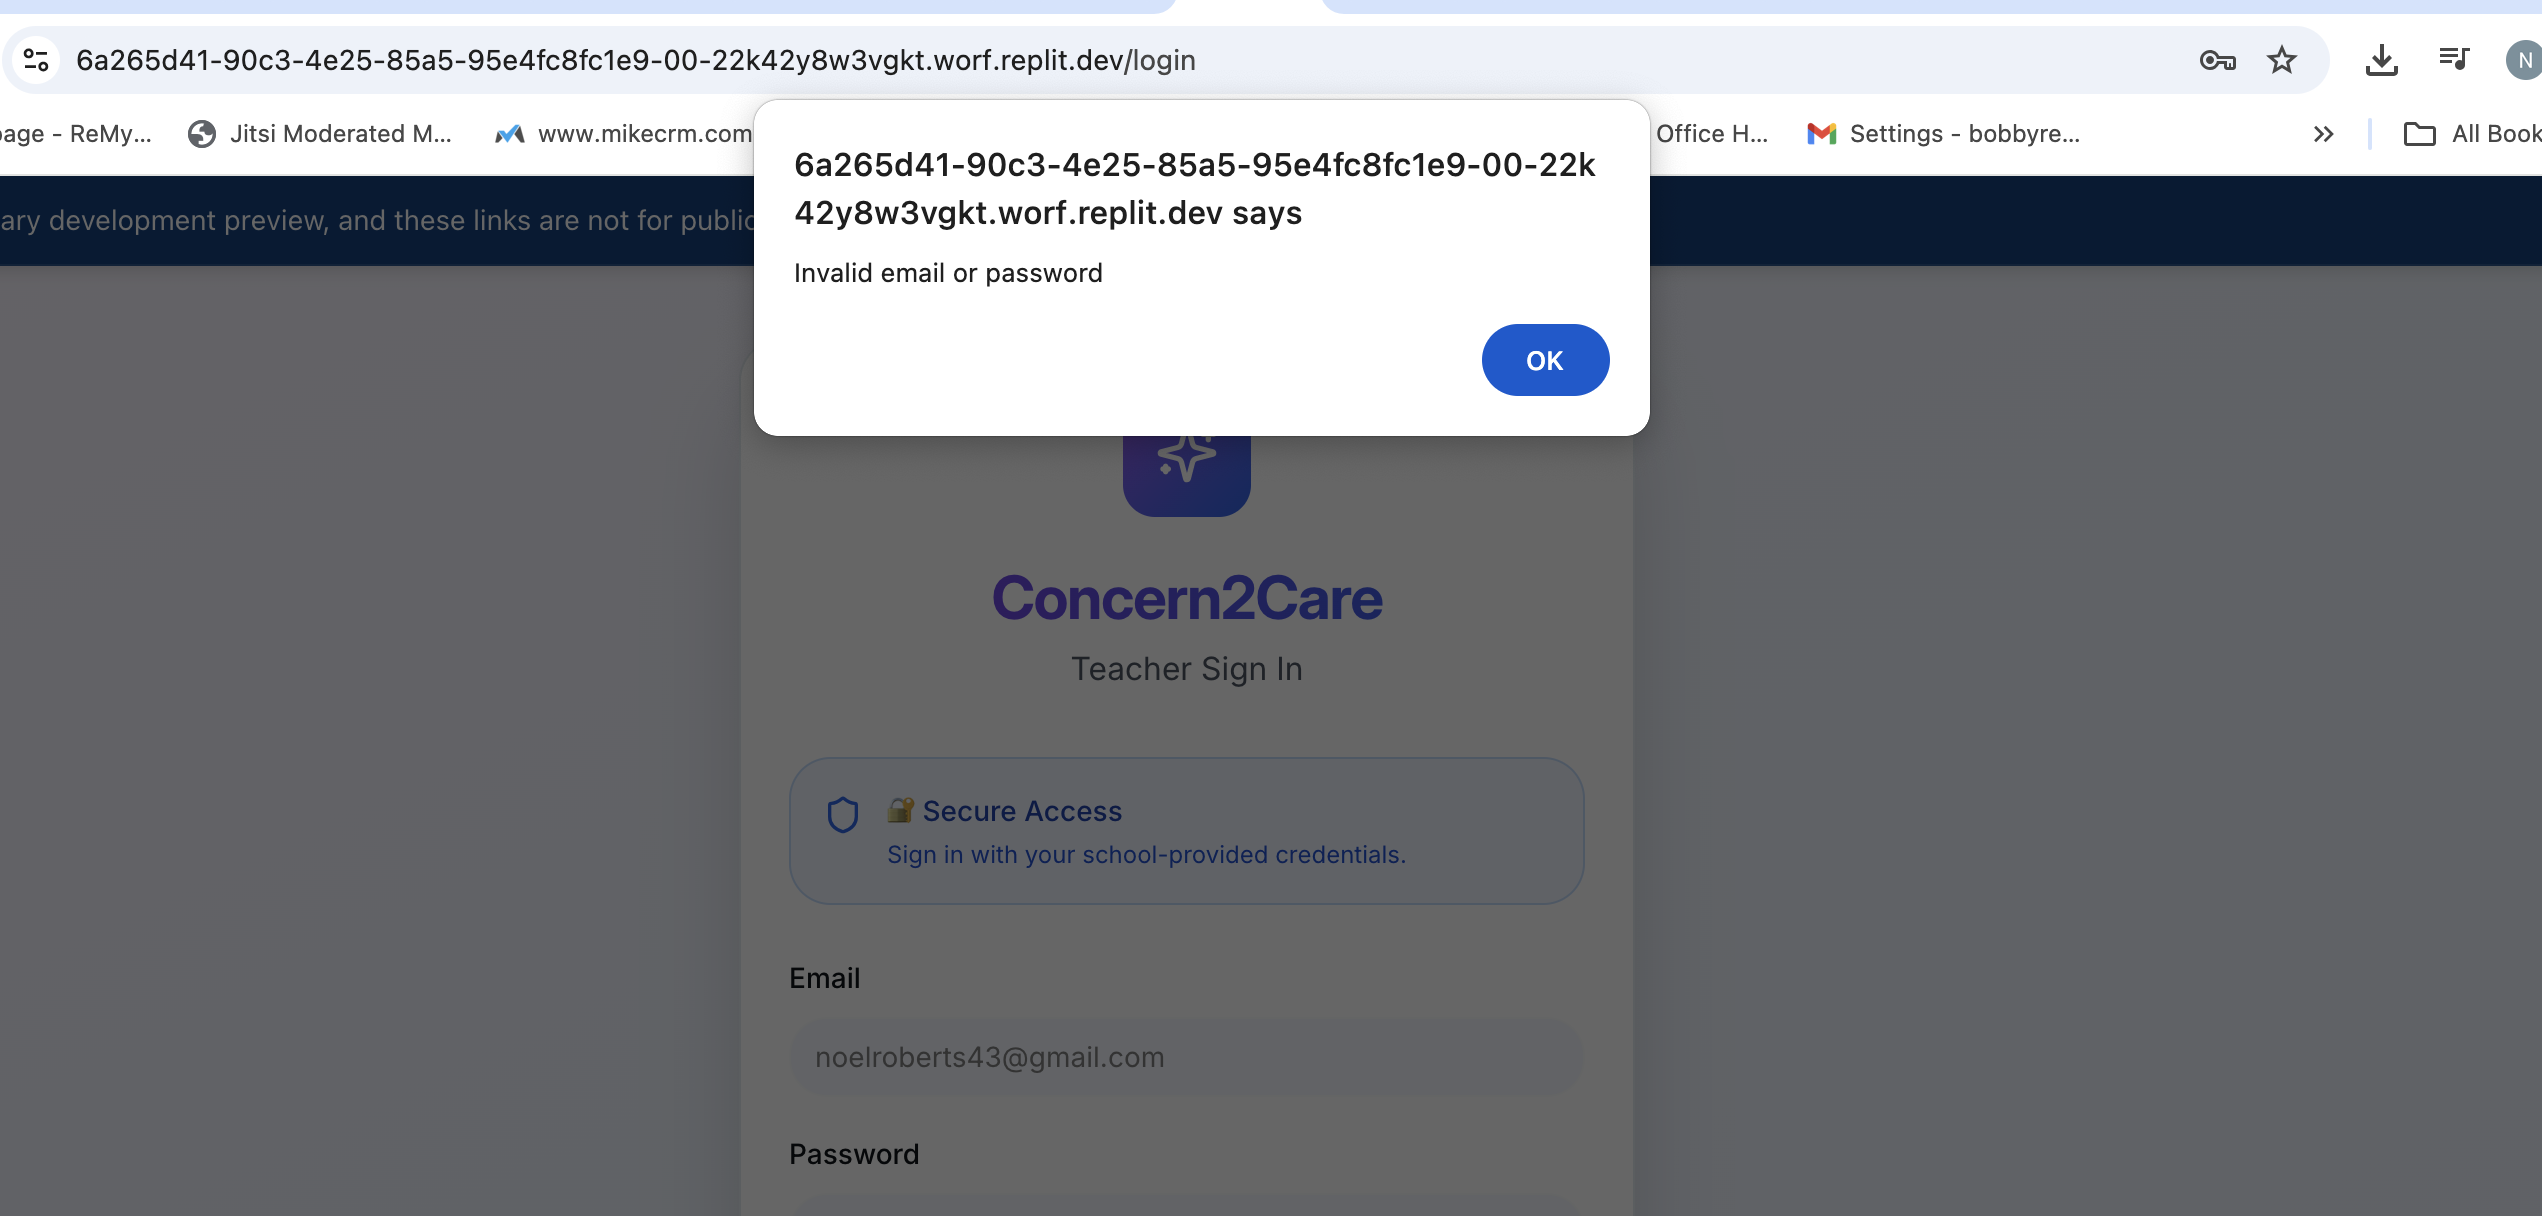 6a265d41-90c3-4e25-85a5-95e4fc8fc1e9-00-22k42y8w3vgkt.worf.replit.dev/login
N
age - ReMy...
Jitsi Moderated M...
www.mikecrm.com
Office H...
Settings - bobbyre...
All Book
6a265d41-90c3-4e25-85a5-95e4fc8fc1e9-00-22k
42y8w3vgkt.worf.replit.dev says
Invalid email or password
OK
ary development preview, and these links are not for public
Concern2Care
Teacher Sign In
🔐 Secure Access
Sign in with your school-provided credentials.
Email
noelroberts43@gmail.com
Password